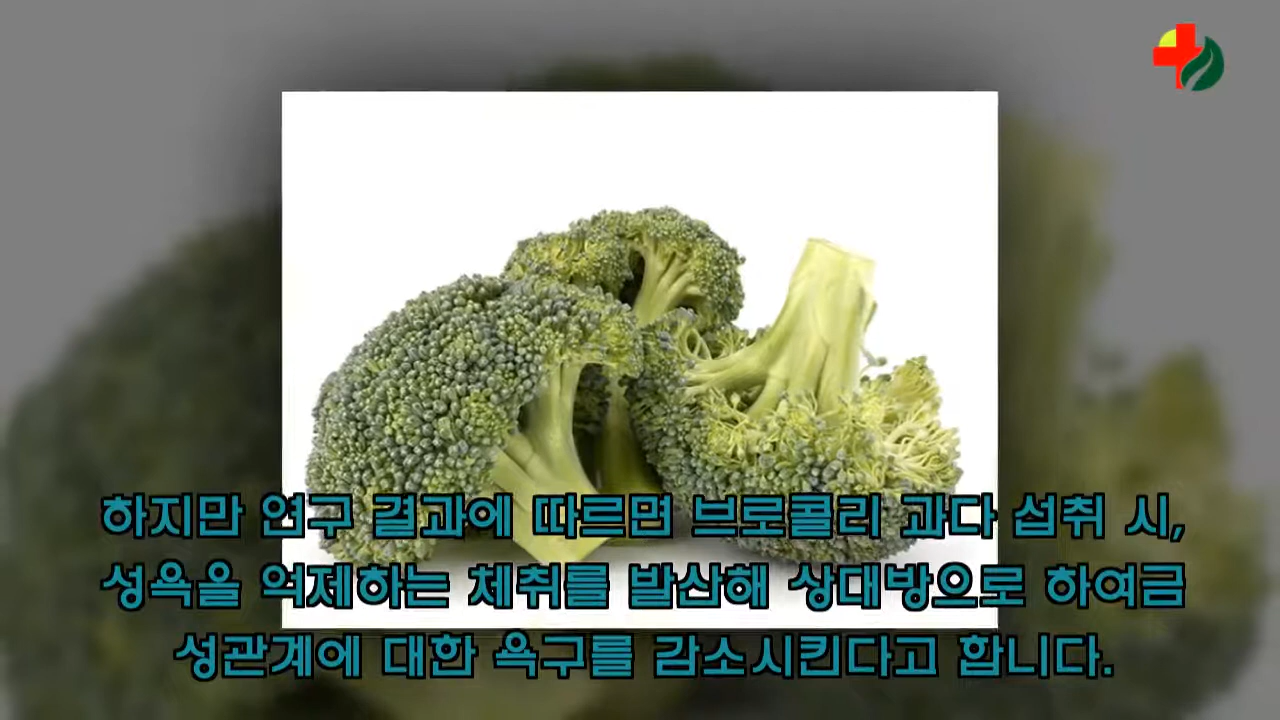 하지만 연구 결과에 따르면 브로콜리 과다 섭취 시,
성욕을 억제하는 체취를 발산해 상대방으로 하여금
성관계에 대한 욕구를 감소시킨다고 합니다.